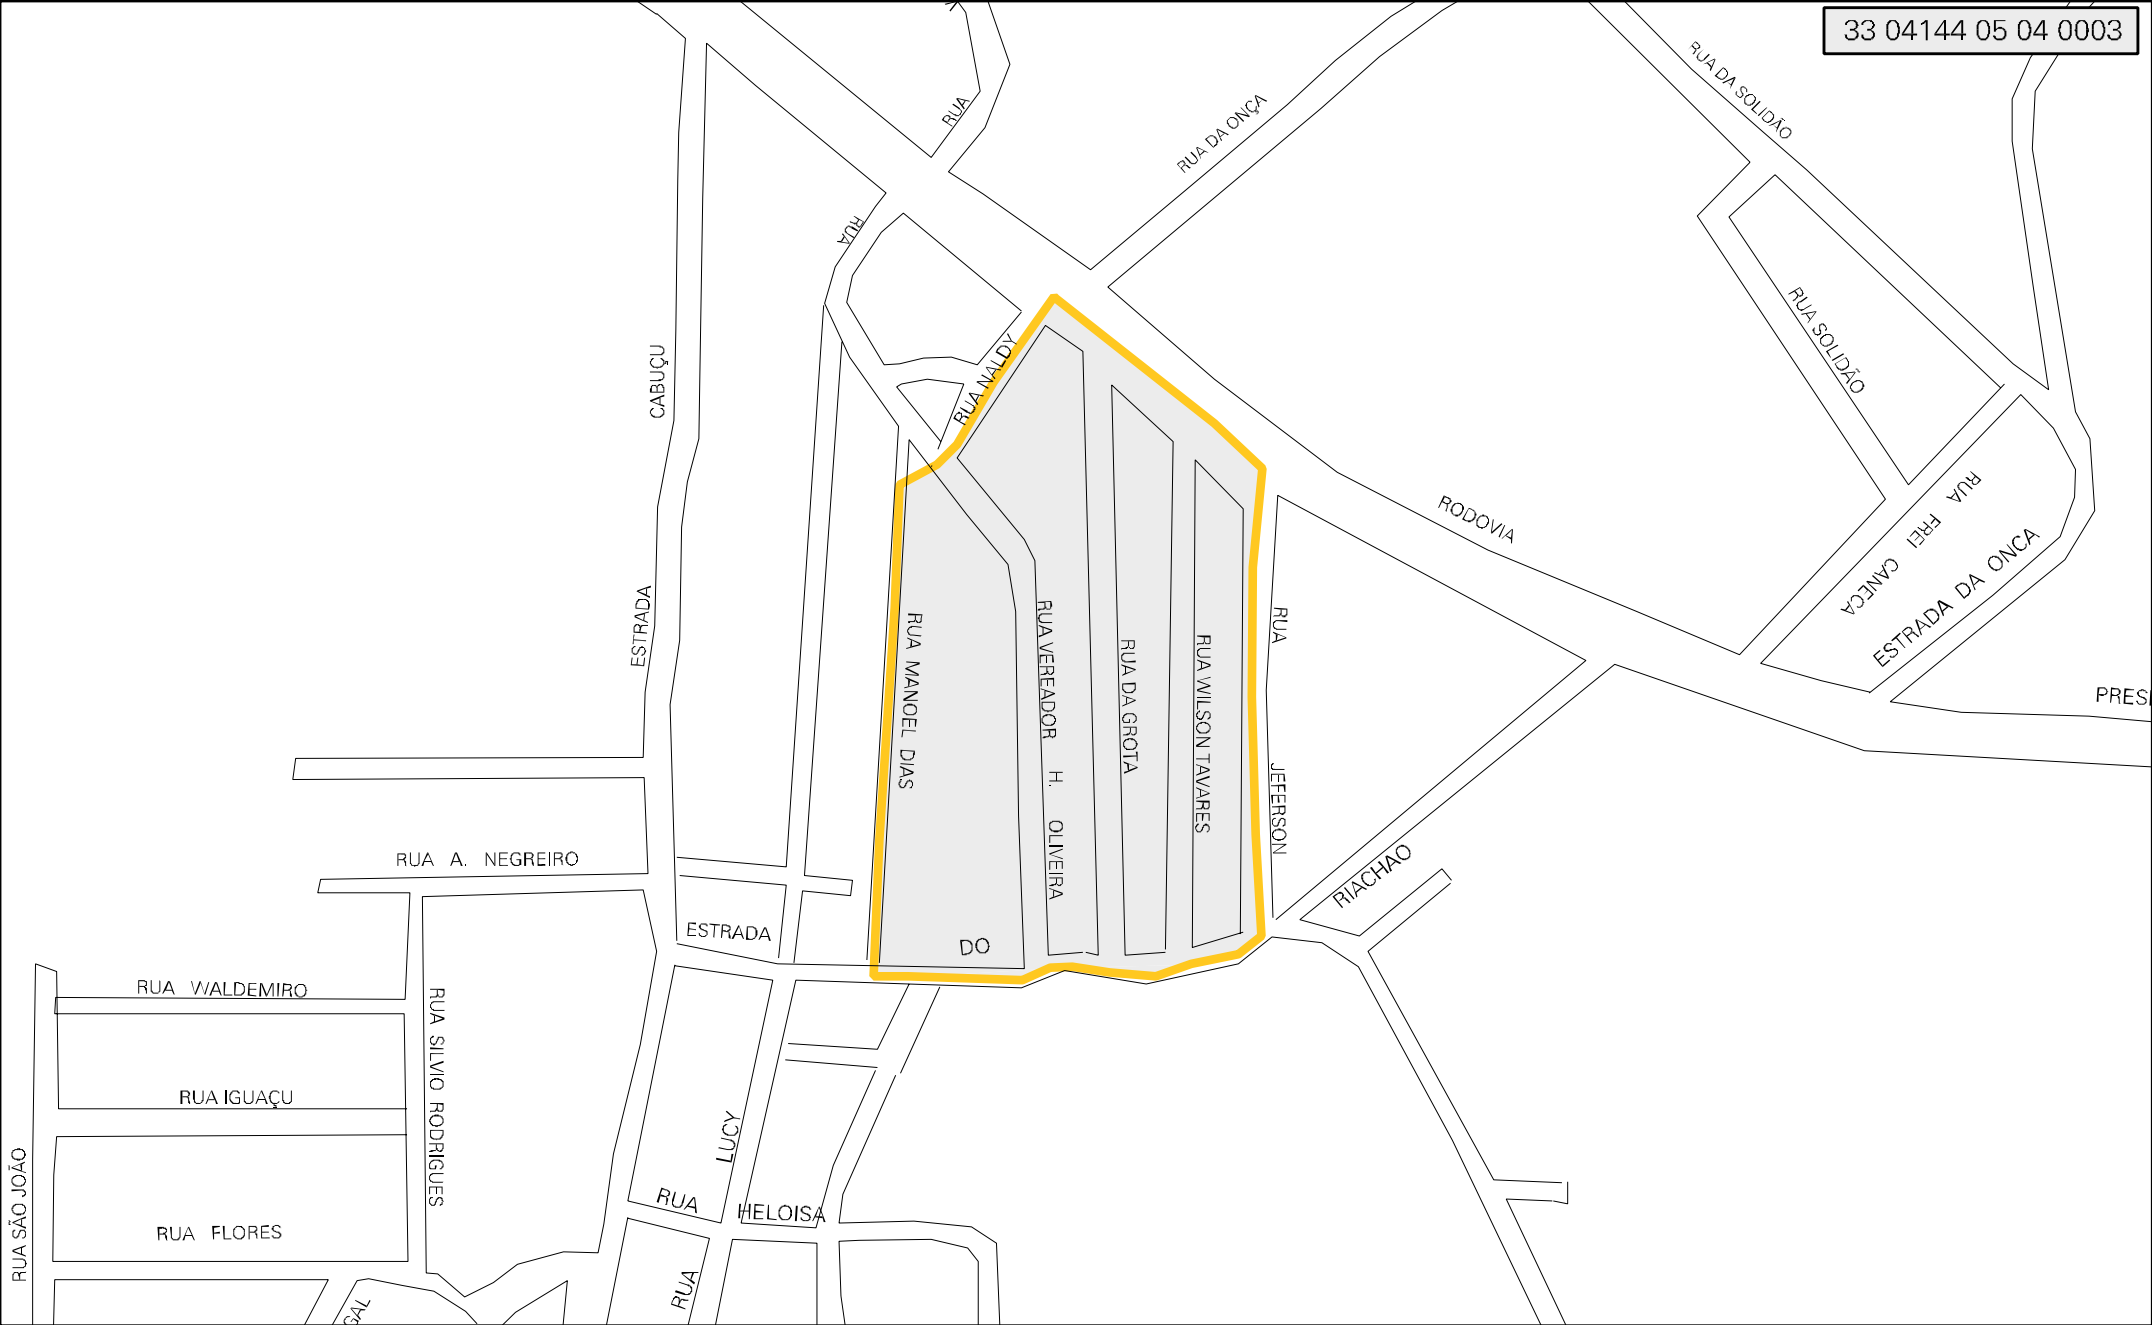 33 04144 05 04 0003
RUA DA SOLIDÃO
RUA
RUA DA ONÇA
RUA
RUA SOLIDÃO
CABUÇU
RUA NALDY
RODOVIA
RUA FREI CANECA
ESTRADA DA ONCA
ESTRADA
RUA MANOEL DIAS
RUA VEREADOR H. OLIVEIRA
RUA DA GROTA
RUA WILSON TAVARES
RUA JEFERSON
PRESI
RUA A. NEGREIRO
RIACHAO
ESTRADA
DO
RUA WALDEMIRO
RUA SILVIO RODRIGUES
RUA IGUAÇU
LUCY
RUA SÃO JOÃO
RUA HELOISA
RUA FLORES
RUA
GAL